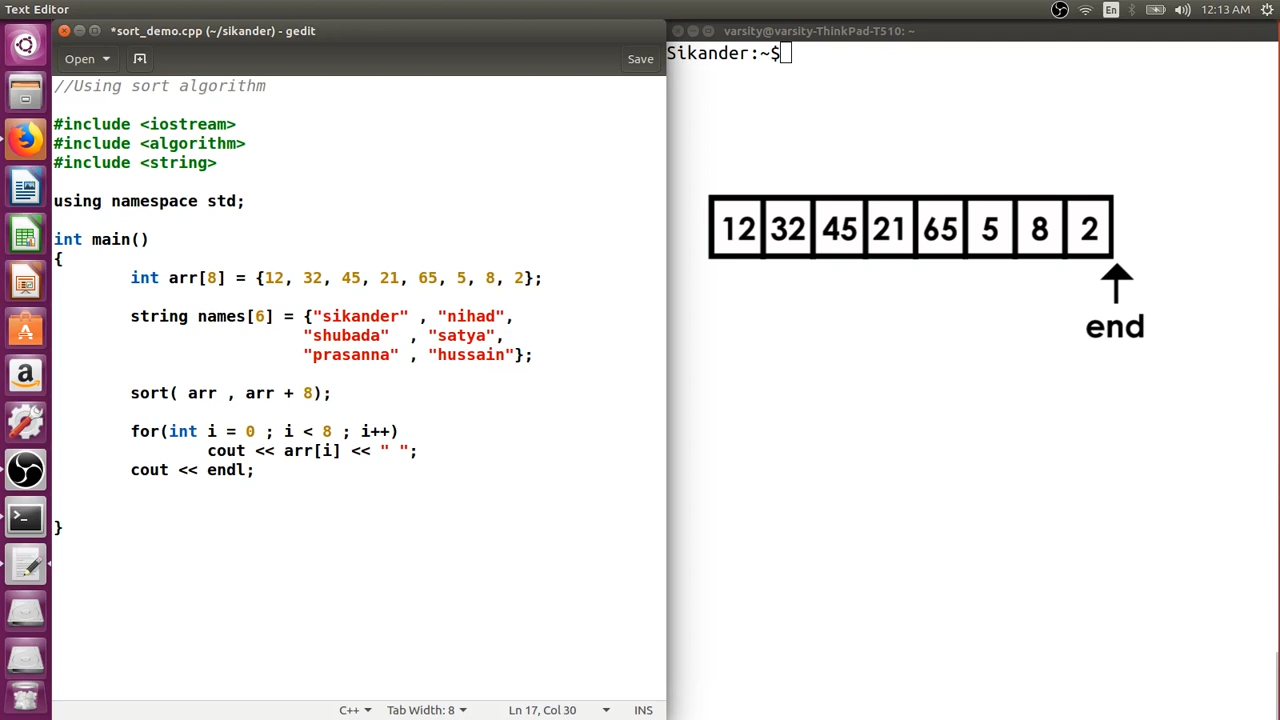 Text Editor
En
12:13 AM
*sort_demo.cpp (~/sikander) - gedit
varsity@varsity-ThinkPad-T510: ~
Open
Save
Sikander:~$
//Using sort algorithm
#include <iostream>
#include <algorithm>
#include <string>
using namespace std;
int main()
{
int arr[8] = {12, 32, 45, 21, 65, 5, 8, 2};
string names[6] = {"sikander" , "nihad",
"shubada" , "satya",
"prasanna" , "hussain"};
sort( arr , arr + 8);
for(int i = 0 ; i < 8 ; i++)
cout << arr[i] << " ";
cout << endl;
}
12 32 45 21 65 5 8 2
end
C++ Tab Width: 8 Ln 17, Col 30 INS